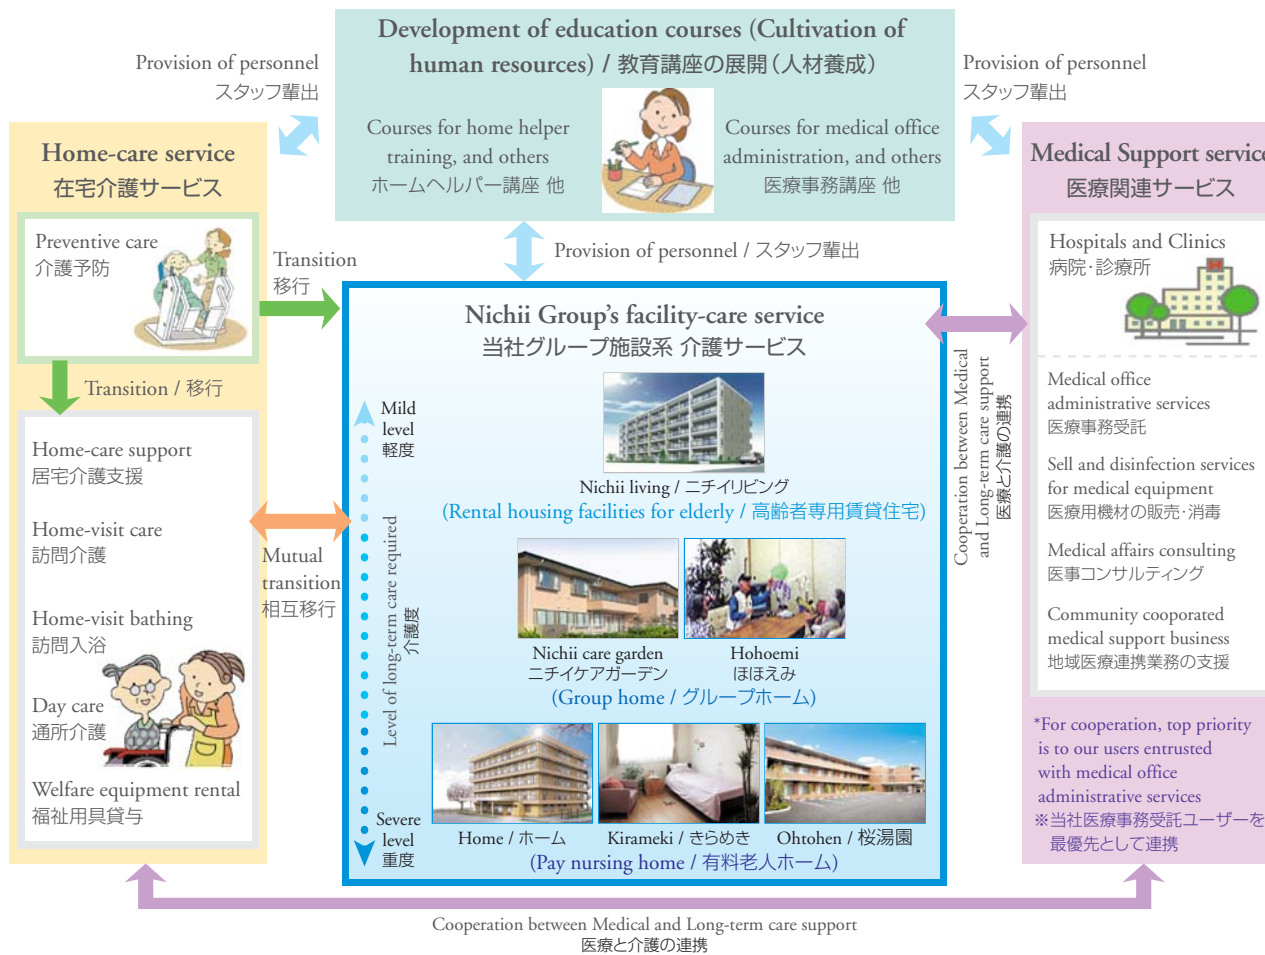 Development of education courses (Cultivation of
human resources) / 教育講座の展開（人材養成）
Courses for home helper
training, and others
ホームヘルパー講座 他
Courses for medical office
administration, and others
医療事務講座 他
Provision of personnel
スタッフ輩出
Provision of personnel
スタッフ輩出
Provision of personnel / スタッフ輩出
Home-care service
在宅介護サービス
Preventive care
介護予防
Transition
移行
Transition / 移行
Home-care support
居宅介護支援
Home-visit care
訪問介護
Home-visit bathing
訪問入浴
Day care
通所介護
Welfare equipment rental
福祉用具貸与
Mutual
transition
相互移行
Nichii Group's facility-care service
当社グループ施設系 介護サービス
Mild
level
軽度
Level of long-term care required
介護度
Severe
level
重度
Nichii living / ニチイリビング
(Rental housing facilities for elderly / 高齢者専用賃貸住宅)
Nichii care garden
ニチイケアガーデン
Hohoemi
ほほえみ
(Group home / グループホーム)
Home / ホーム
Kirameki / きらめき
Ohtohen / 桜湯園
(Pay nursing home / 有料老人ホーム)
Cooperation between Medical
and Long-term care support
医療と介護の連携
Medical Support service
医療関連サービス
Hospitals and Clinics
病院・診療所
Medical office
administrative services
医療事務受託
Sell and disinfection services
for medical equipment
医療用機材の販売・消毒
Medical affairs consulting
医事コンサルティング
Community cooporated
medical support business
地域医療連携業務の支援
*For cooperation, top priority
is to our users entrusted
with medical office
administrative services
※当社医療事務受託ユーザーを
最優先として連携
Cooperation between Medical and Long-term care support
医療と介護の連携